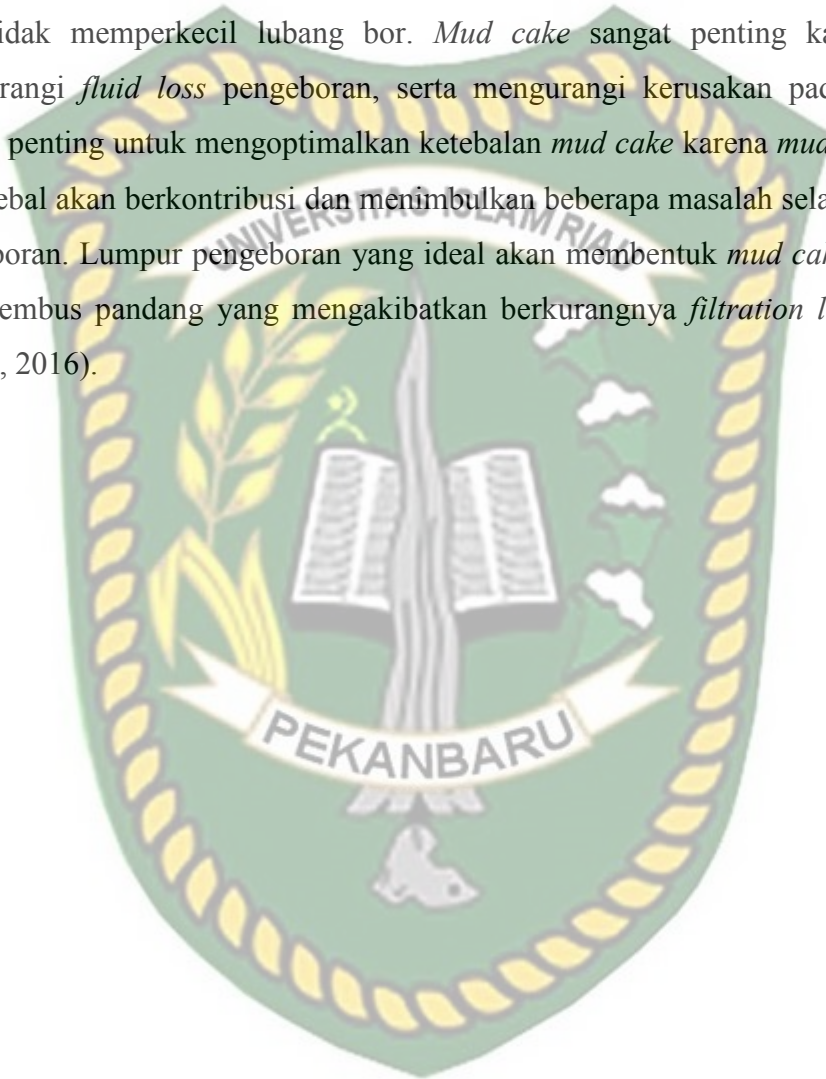 idak memperkecil lubang bor. Mud cake sangat penting ka
rangi fluid loss pengeboran, serta mengurangi kerusakan pad
penting untuk mengoptimalkan ketebalan mud cake karena mud
ebal akan berkontribusi dan menimbulkan beberapa masalah sela
boran. Lumpur pengeboran yang ideal akan membentuk mud cak
embus pandang yang mengakibatkan berkurangnya filtration l
, 2016).
UNIVERSITAS ISLAM RIAU
PEKANBARU